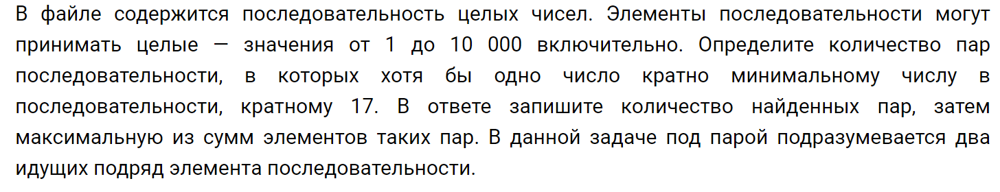 В файле содержится последовательность целых чисел. Элементы последовательности могут
принимать целые — значения от 1 до 10 000 включительно. Определите количество пар
последовательности, в которых хотя бы одно число кратно минимальному числу в
последовательности, кратному 17. В ответе запишите количество найденных пар, затем
максимальную из сумм элементов таких пар. В данной задаче под парой подразумевается два
идущих подряд элемента последовательности.